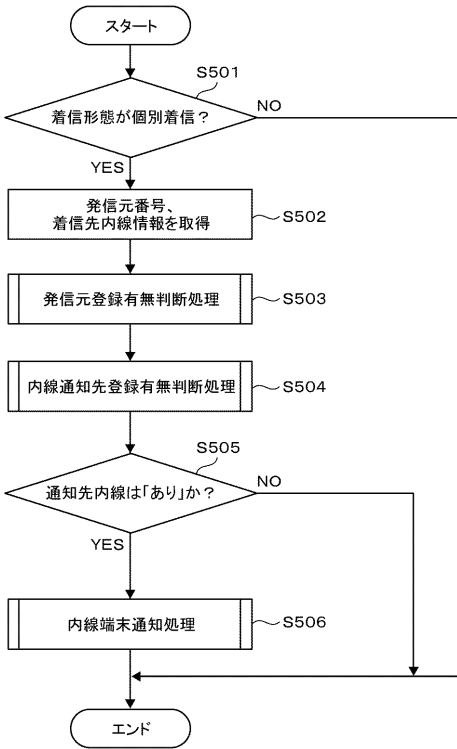 スタート
S501
着信形態が個別着信？
NO
YES
発信元番号、
着信先内線情報を取得
S502
発信元登録有無判断処理
S503
内線通知先登録有無判断処理
S504
S505
通知先内線は「あり」か？
NO
YES
内線端末通知処理
S506
エンド